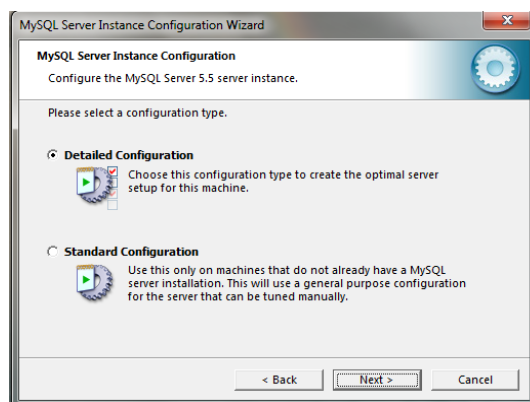 MySQL Server Instance Configuration Wizard
MySQL Server Instance Configuration
Configure the MySQL Server 5.5 server instance.
Please select a configuration type.
Detailed Configuration
Choose this configuration type to create the optimal server
setup for this machine.
Standard Configuration
Use this only on machines that do not already have a MySQL
server installation. This will use a general purpose configuration
for the server that can be tuned manually.
< Back
Next >
Cancel